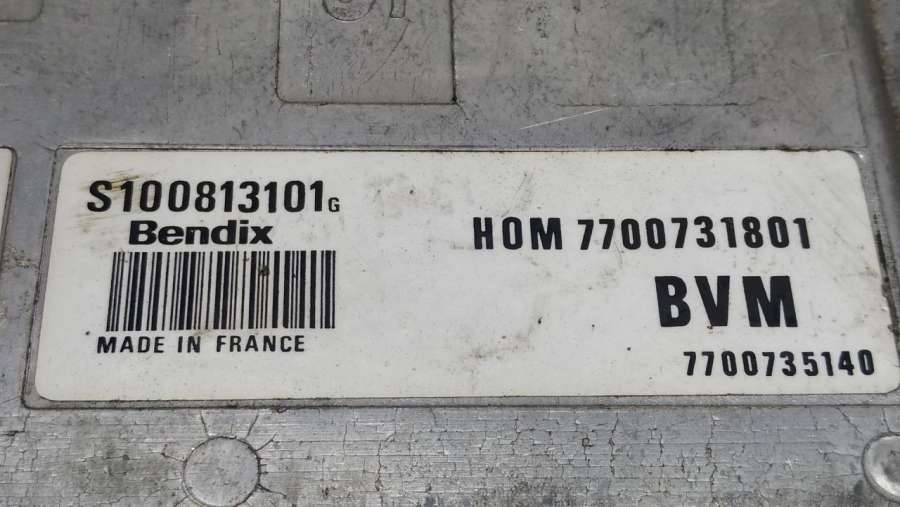 S100813101G
Bendix
MADE IN FRANCE
HOM 7700731801
BVM
7700735140